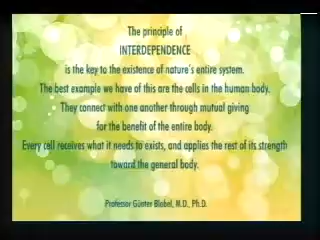 The principle of
INTERDEPENDENCE
is the key to the existence of nature's entire system.
The best example we have of this are the cells in the human body.
They connect with one another through mutual giving
for the benefit of the entire body.
Every cell receives what it needs to exists, and applies the rest of its strength
toward the general body.
Professor Günter Blobel, M.D., Ph.D.